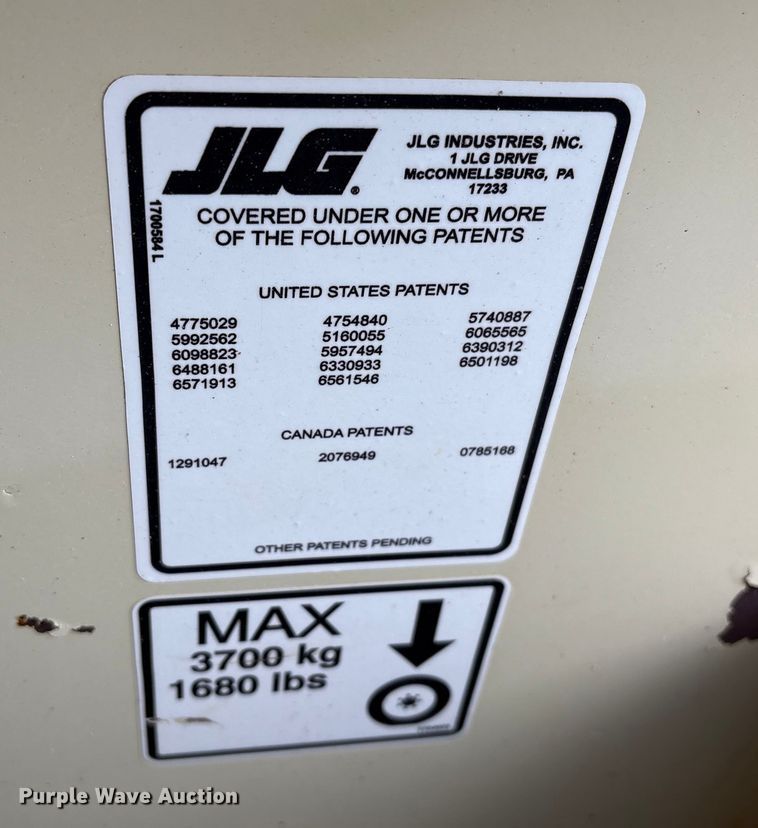 JLG®
JLG INDUSTRIES, INC.
1 JLG DRIVE
McCONNELLSBURG, PA
17233
1700584 L
COVERED UNDER ONE OR MORE
OF THE FOLLOWING PATENTS
UNITED STATES PATENTS
4775029 4754840 5740887
5992562 5160055 6065565
6098823 5957494 6390312
6488161 6330933 6501198
6571913 6561546
CANADA PATENTS
1291047 2076949 0785168
OTHER PATENTS PENDING
MAX
3700 kg
1680 lbs
Purple Wave Auction